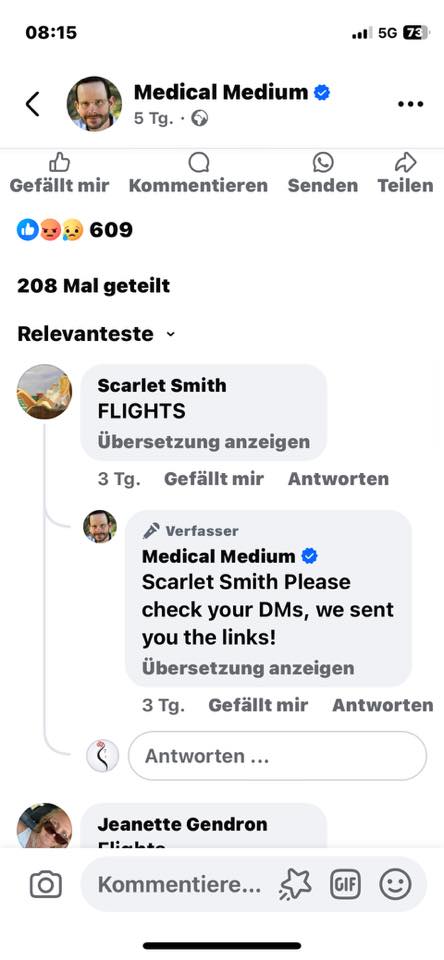 08:15
5G 73
Medical Medium
5 Tg. ·
Gefällt mir Kommentieren Senden Teilen
609
208 Mal geteilt
Relevanteste
Scarlet Smith
FLIGHTS
Übersetzung anzeigen
3 Tg. Gefällt mir Antworten
Verfasser
Medical Medium
Scarlet Smith Please
check your DMs, we sent
you the links!
Übersetzung anzeigen
3 Tg. Gefällt mir Antworten
Antworten ...
Jeanette Gendron
Flights
Kommentiere...
GIF